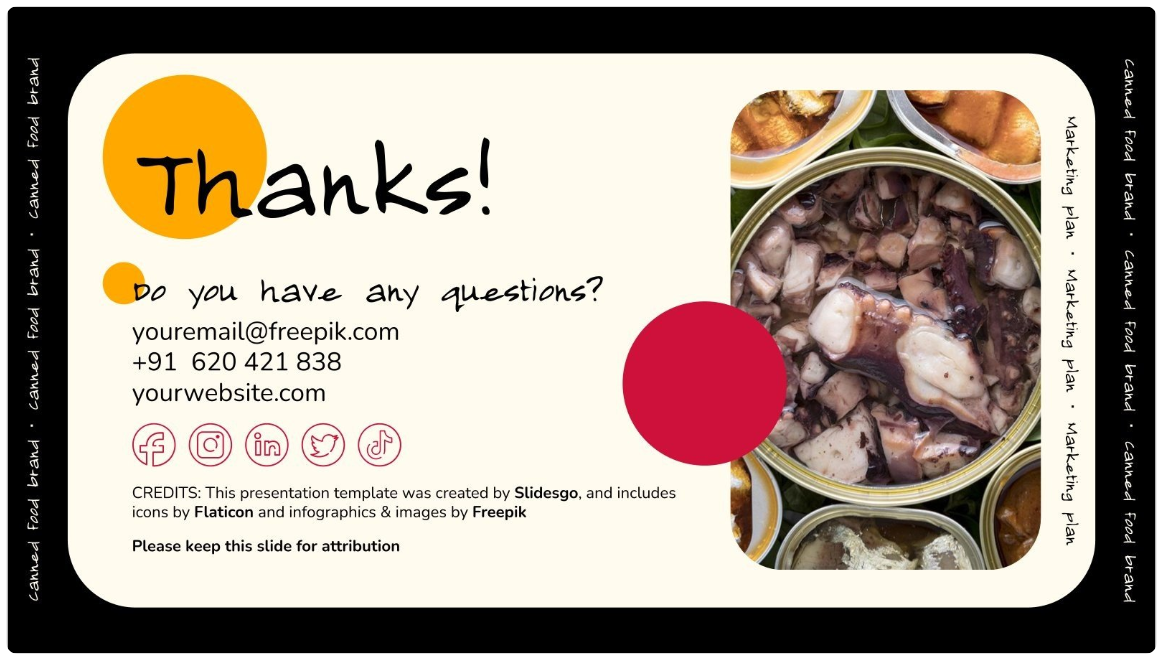 Canned food brand • Canned food brand • Canned food brand
Thanks!
Do you have any questions?
youremail@freepik.com
+91 620 421 838
yourwebsite.com
CREDITS: This presentation template was created by Slidesgo, and includes
icons by Flaticon and infographics & images by Freepik
Please keep this slide for attribution
Marketing plan • Marketing plan • Marketing plan
Canned food brand • Canned food brand • Canned food brand